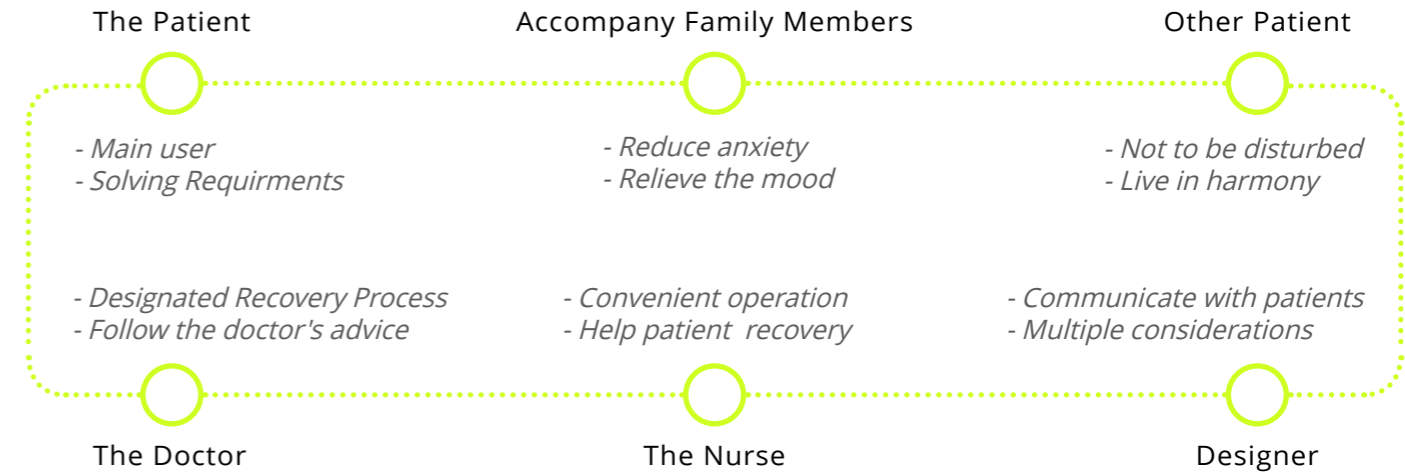 The Patient
Accompany Family Members
Other Patient
- Main user
- Solving Requirments
- Reduce anxiety
- Relieve the mood
- Not to be disturbed
- Live in harmony
- Designated Recovery Process
- Follow the doctor's advice
- Convenient operation
- Help patient  recovery
- Communicate with patients
- Multiple considerations
The Doctor
The Nurse
Designer